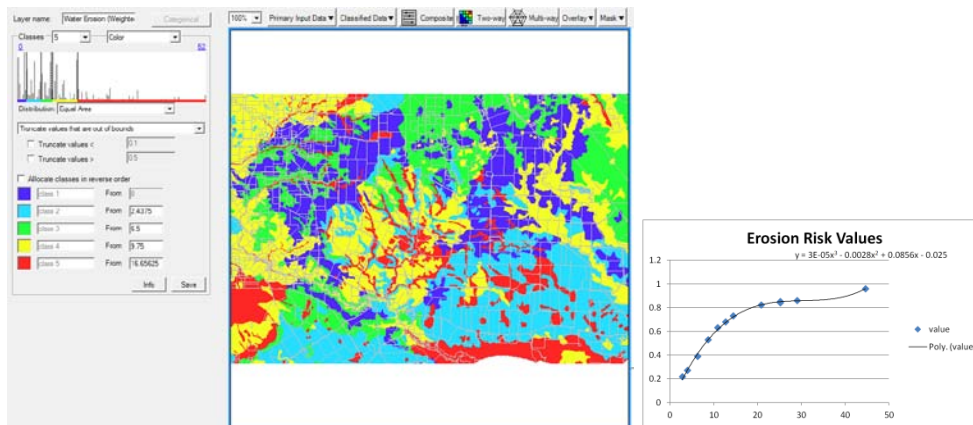 Layer name: Water Erosion (Weighte Categorical
Classes 5 Color
0 52
Distribution: Equal Area
Truncate values that are out of bounds
Truncate values < 0.1
Truncate values > 0.5
Allocate classes in reverse order
class 1 From 0
class 2 From 2.4375
class 3 From 6.5
class 4 From 9.75
class 5 From 16.65625
Info Save
100% Primary Input Data Classified Data Composite Two-way Multi-way Overlay Mask
Erosion Risk Values
y = 3E-05x³ - 0.0028x² + 0.0856x - 0.025
1.2
1
0.8
0.6
0.4
0.2
0
0 10 20 30 40 50
value
Poly. (value